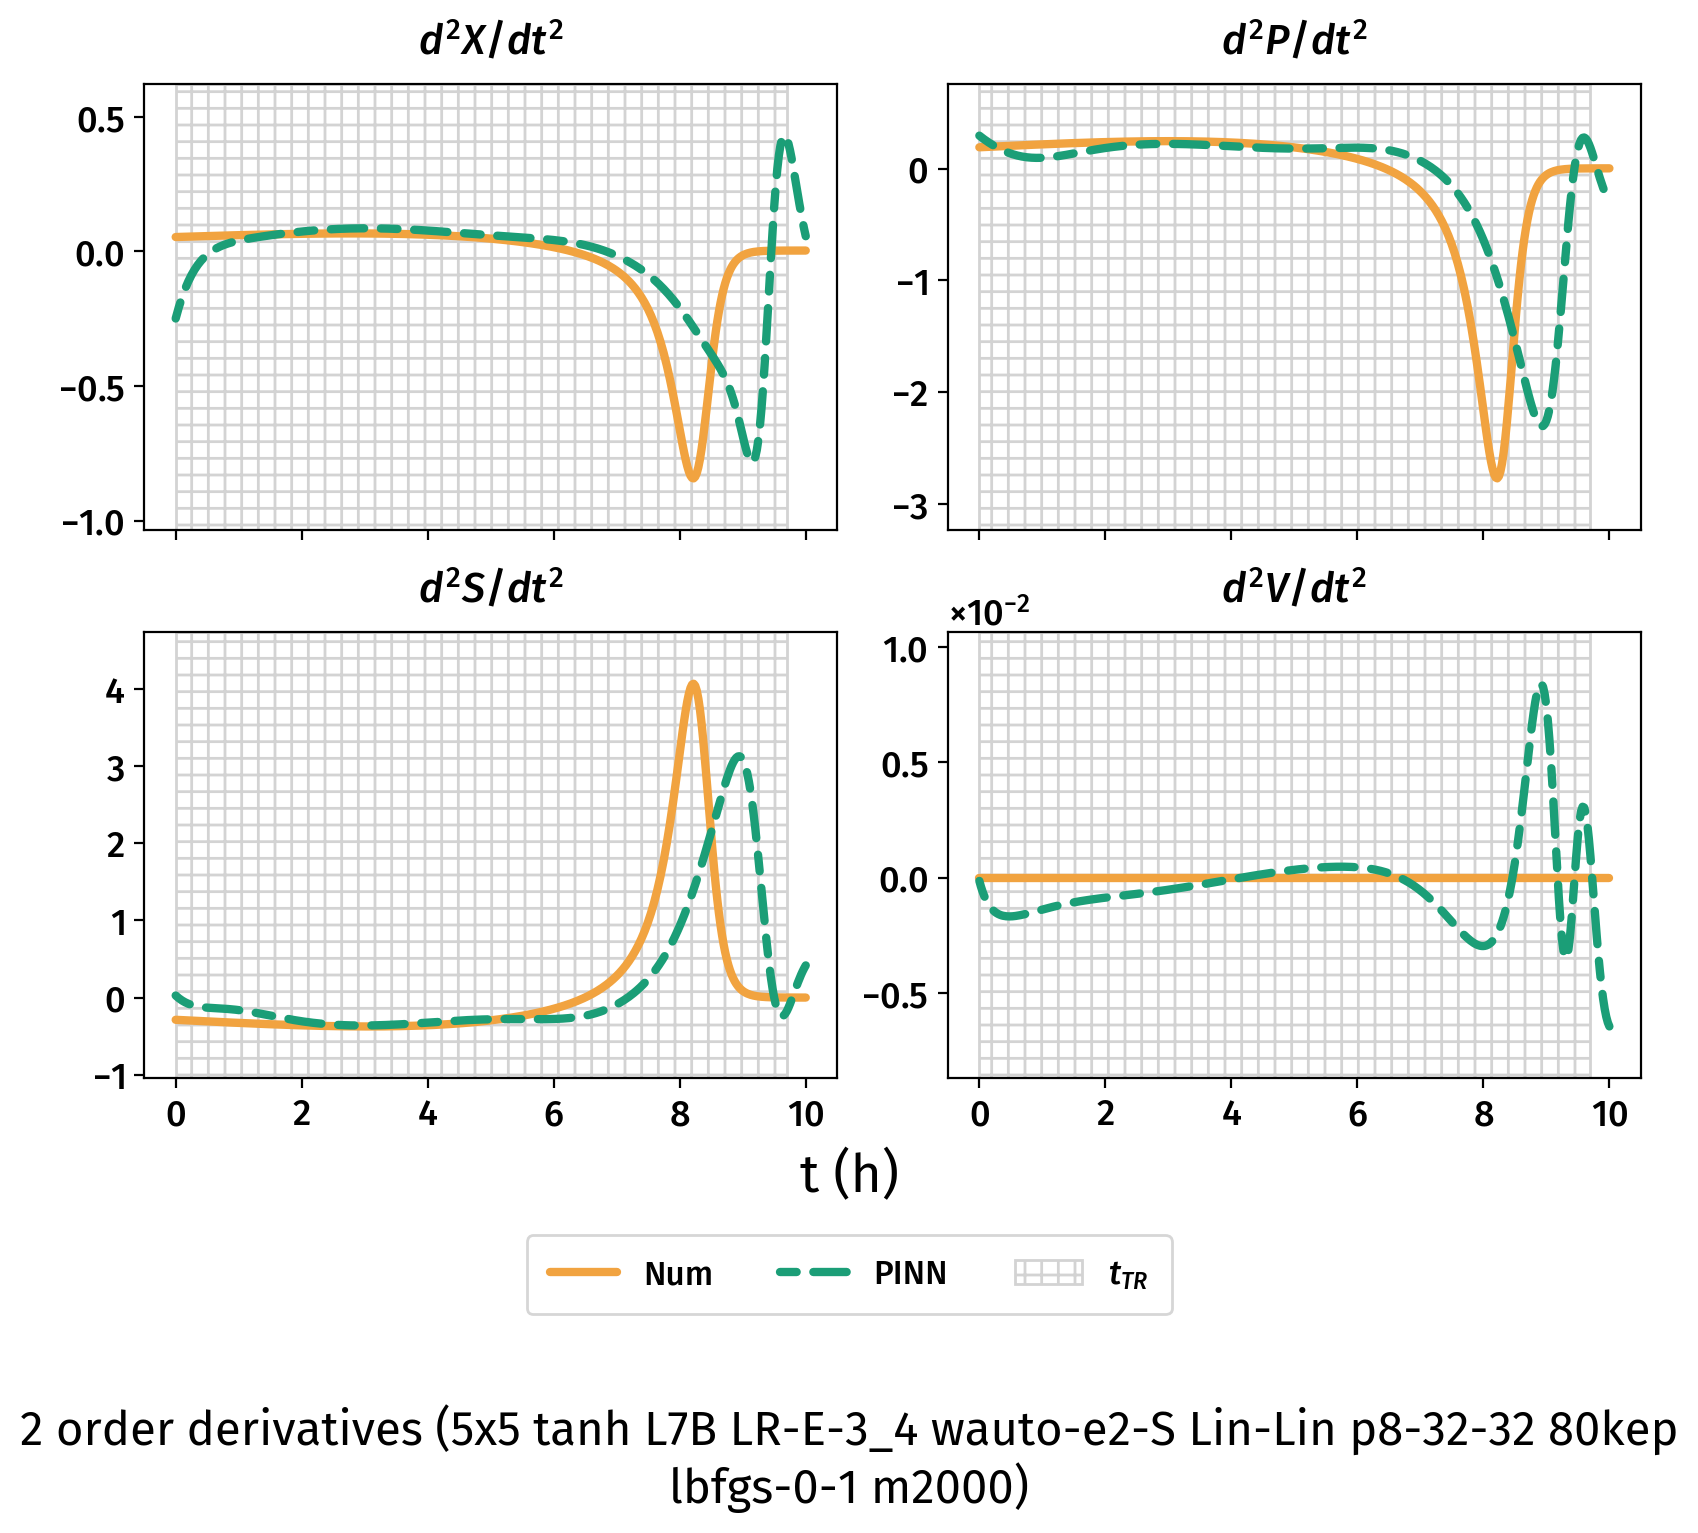 d²X/dt²
d²P/dt²
0.5
0.0
−0.5
−1.0
0
−1
−2
−3
d²S/dt²
d²V/dt²
×10⁻²
4
3
2
1
0
−1
1.0
0.5
0.0
−0.5
0 2 4 6 8 10
0 2 4 6 8 10
t (h)
Num PINN t_TR
2 order derivatives (5x5 tanh L7B LR-E-3_4 wauto-e2-S Lin-Lin p8-32-32 80kep
lbfgs-0-1 m2000)